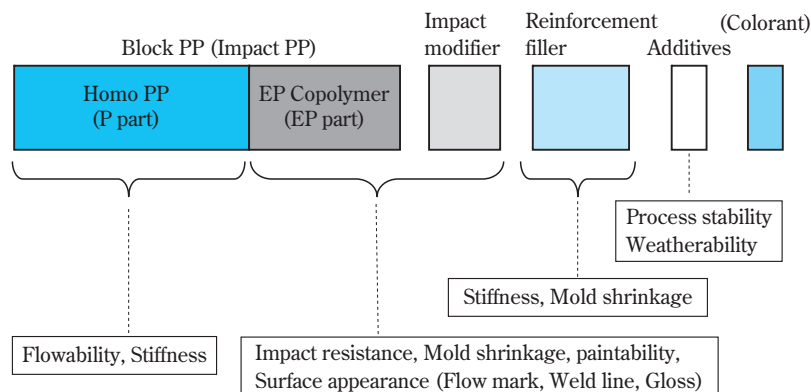 Block PP (Impact PP)
Impact
modifier
Reinforcement
filler
Additives
(Colorant)
Homo PP
(P part)
EP Copolymer
(EP part)
Process stability
Weatherability
Stiffness, Mold shrinkage
Flowability, Stiffness
Impact resistance, Mold shrinkage, paintability,
Surface appearance (Flow mark, Weld line, Gloss)